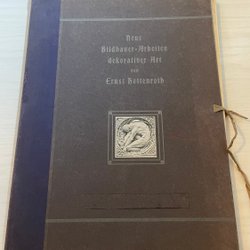 Neue
Bildhauer-Arbeiten
dekorativer Art
von
Ernst Hottenroth